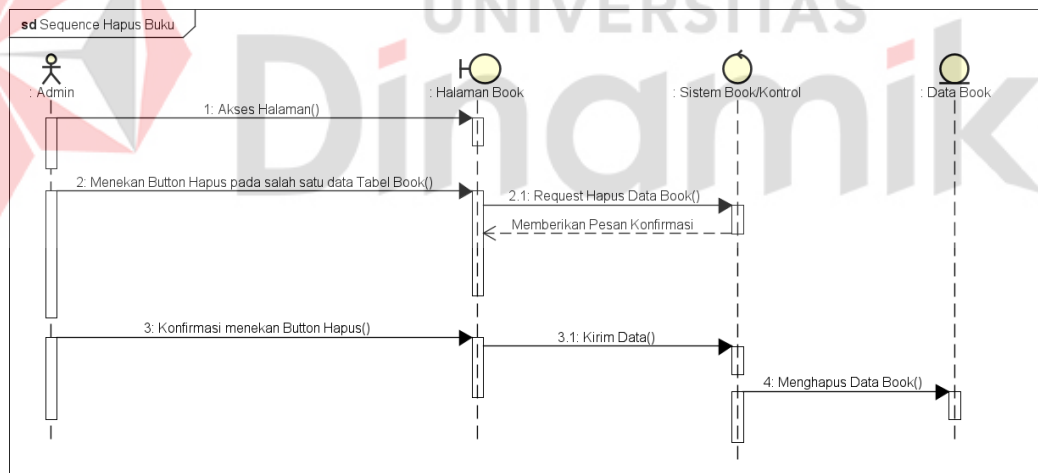 UNIVERSITAS
Dinamik
sd Sequence Hapus Buku
: Admin
: Halaman Book
: Sistem Book/Kontrol
: Data Book
1: Akses Halaman()
2: Menekan Button Hapus pada salah satu data Tabel Book()
2.1: Request Hapus Data Book()
Memberikan Pesan Konfirmasi
3: Konfirmasi menekan Button Hapus()
3.1: Kirim Data()
4: Menghapus Data Book()